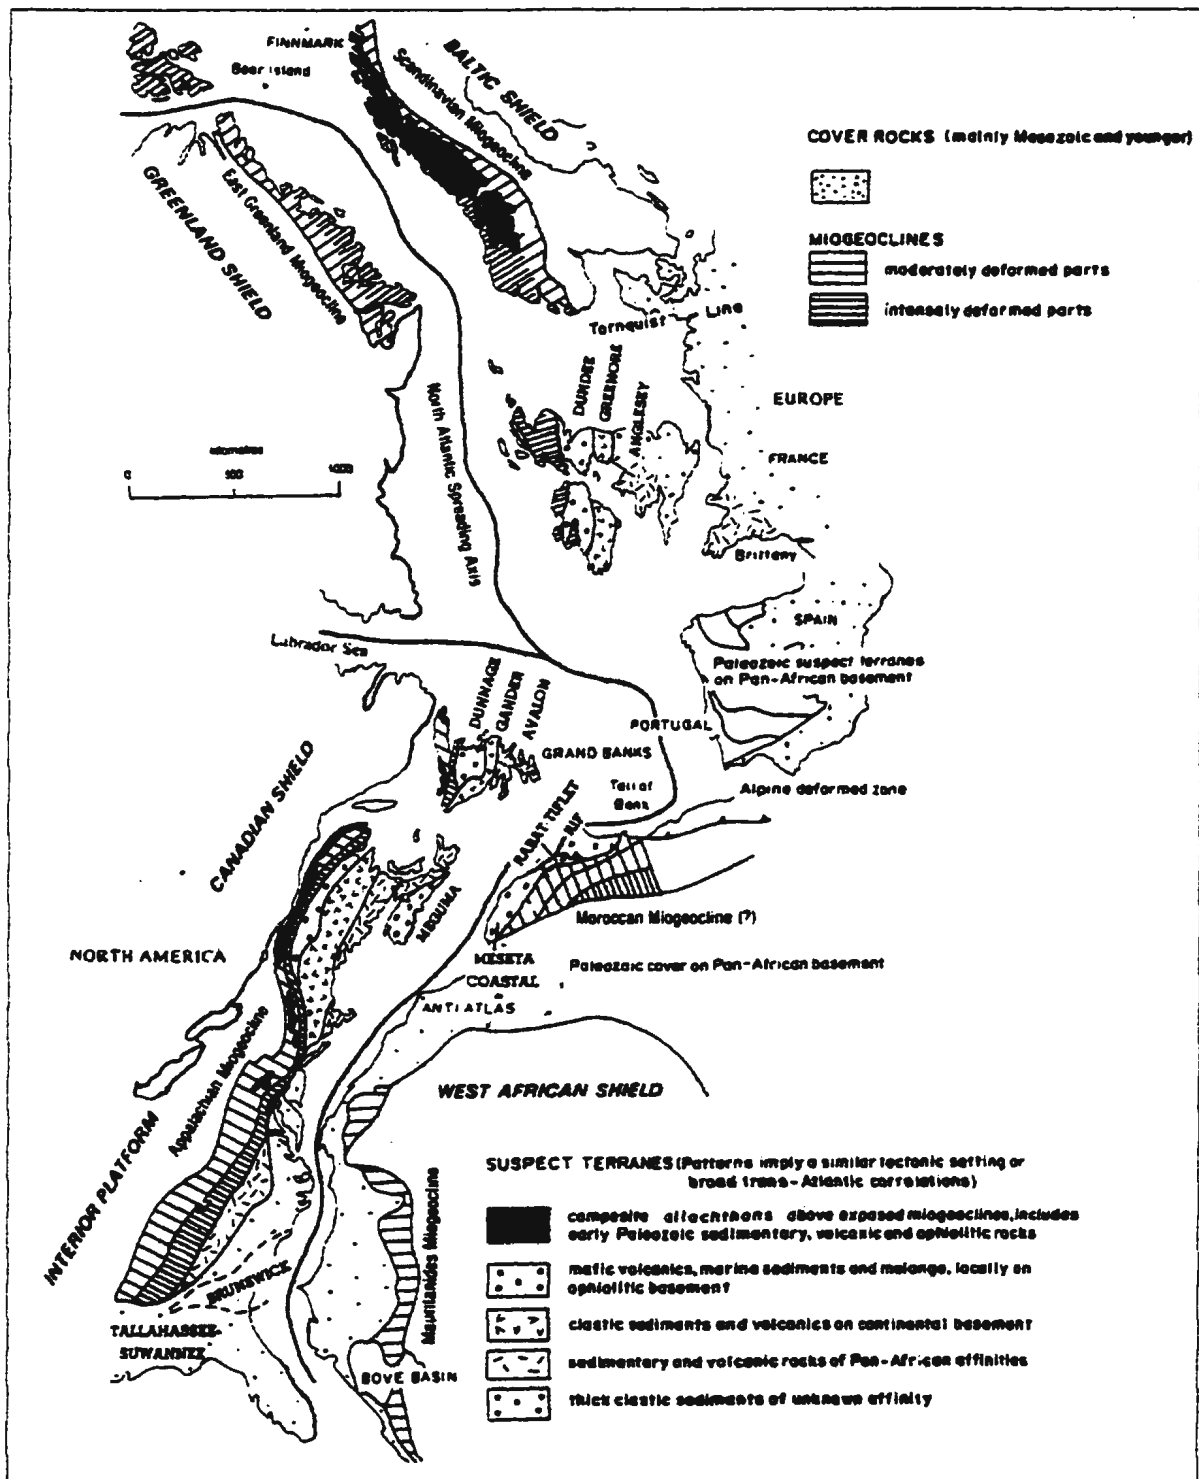 FINNMARK
Bear Island
BALTIC SHIELD
Scandinavian Miogeocline
COVER ROCKS (mainly Mesozoic and younger)
GREENLAND SHIELD
East Greenland Miogeocline
MIOGEOCLINES
moderately deformed parts
intensely deformed parts
Tornquist Line
DUNDEE
GREENORE
ANGLESEY
EUROPE
FRANCE
kilometres
0 500 1000
North Atlantic Spreading Axis
Brittany
SPAIN
Labrador Sea
Paleozoic suspect terranes
on Pan-African basement
DUNNAGE
GANDER
AVALON
PORTUGAL
GRAND BANKS
Tail of
Bank
Alpine deformed zone
CANADIAN SHIELD
RABAT-TIFLET
RIF
MEGUMA
Moroccan Miogeocline (?)
NORTH AMERICA
MESETA
COASTAL
Paleozoic cover on Pan-African basement
ANTI ATLAS
Appalachian Miogeocline
WEST AFRICAN SHIELD
INTERIOR PLATFORM
SUSPECT TERRANES (Patterns imply a similar tectonic setting or
broad trans-Atlantic correlations)
Mauritanides Miogeocline
composite allochthons above exposed miogeoclines, includes
early Paleozoic sedimentary, volcanic and ophiolitic rocks
mafic volcanics, marine sediments and melange, locally on
ophiolitic basement
BRUNSWICK
TALLAHASSEE-
SUWANNEE
clastic sediments and volcanics on continental basement
sedimentary and volcanic rocks of Pan-African affinities
BOVE BASIN
thick clastic sediments of unknown affinity